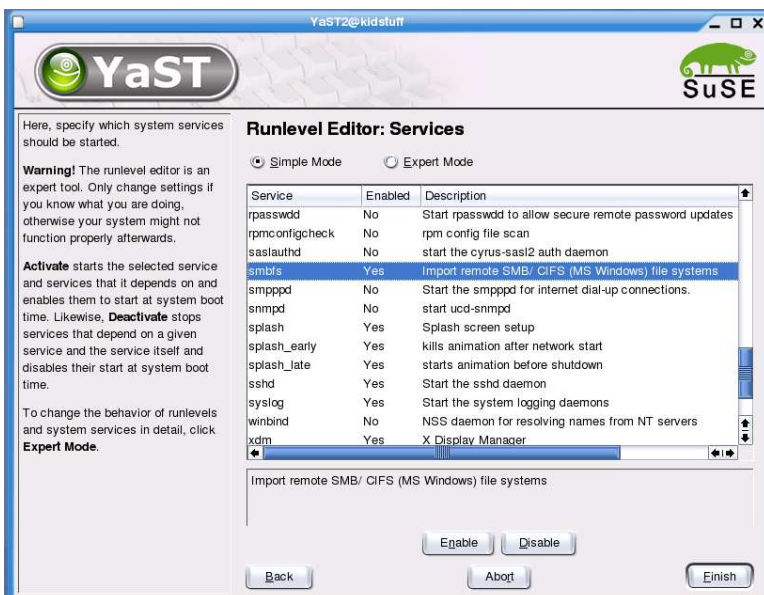 YaST2@kidstuff
YaST
SuSE
Here, specify which system services
should be started.
Warning! The runlevel editor is an
expert tool. Only change settings if
you know what you are doing,
otherwise your system might not
function properly afterwards.
Activate starts the selected service
and services that it depends on and
enables them to start at system boot
time. Likewise, Deactivate stops
services that depend on a given
service and the service itself and
disables their start at system boot
time.
To change the behavior of runlevels
and system services in detail, click
Expert Mode.
Runlevel Editor: Services
Simple Mode Expert Mode
Service Enabled Description
rpasswdd No Start rpasswdd to allow secure remote password updates
rpmconfigcheck No rpm config file scan
saslauthd No start the cyrus-sasl2 auth daemon
smbfs Yes Import remote SMB/ CIFS (MS Windows) file systems
smpppd No Start the smpppd for internet dial-up connections.
snmpd No start ucd-snmpd
splash Yes Splash screen setup
splash_early Yes kills animation after network start
splash_late Yes starts animation before shutdown
sshd Yes Start the sshd daemon
syslog Yes Start the system logging daemons
winbind No NSS daemon for resolving names from NT servers
xdm Yes X Display Manager
Import remote SMB/ CIFS (MS Windows) file systems
Enable Disable
Back Abort Finish